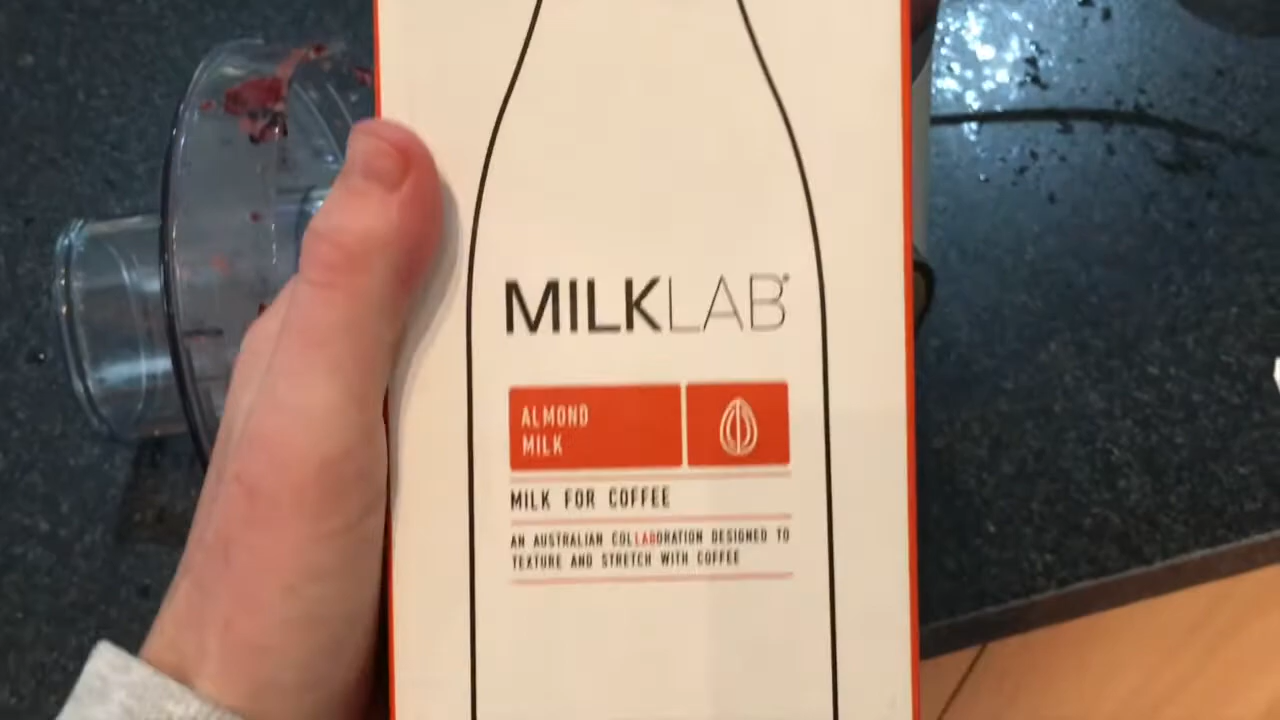 MILKLAB
ALMOND
MILK
MILK FOR COFFEE
AN AUSTRALIAN COLLABORATION DESIGNED TO
TEXTURE AND STRETCH WITH COFFEE